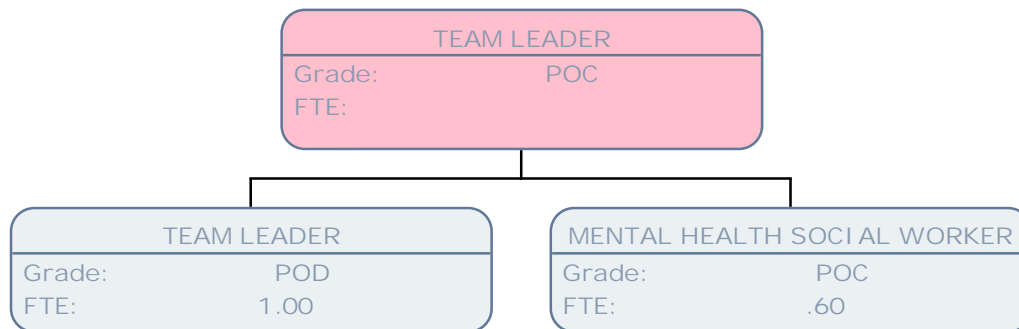 TEAM LEADER
Grade: POC
FTE:
TEAM LEADER
Grade: POD
FTE: 1.00
MENTAL HEALTH SOCIAL WORKER
Grade: POC
FTE: .60